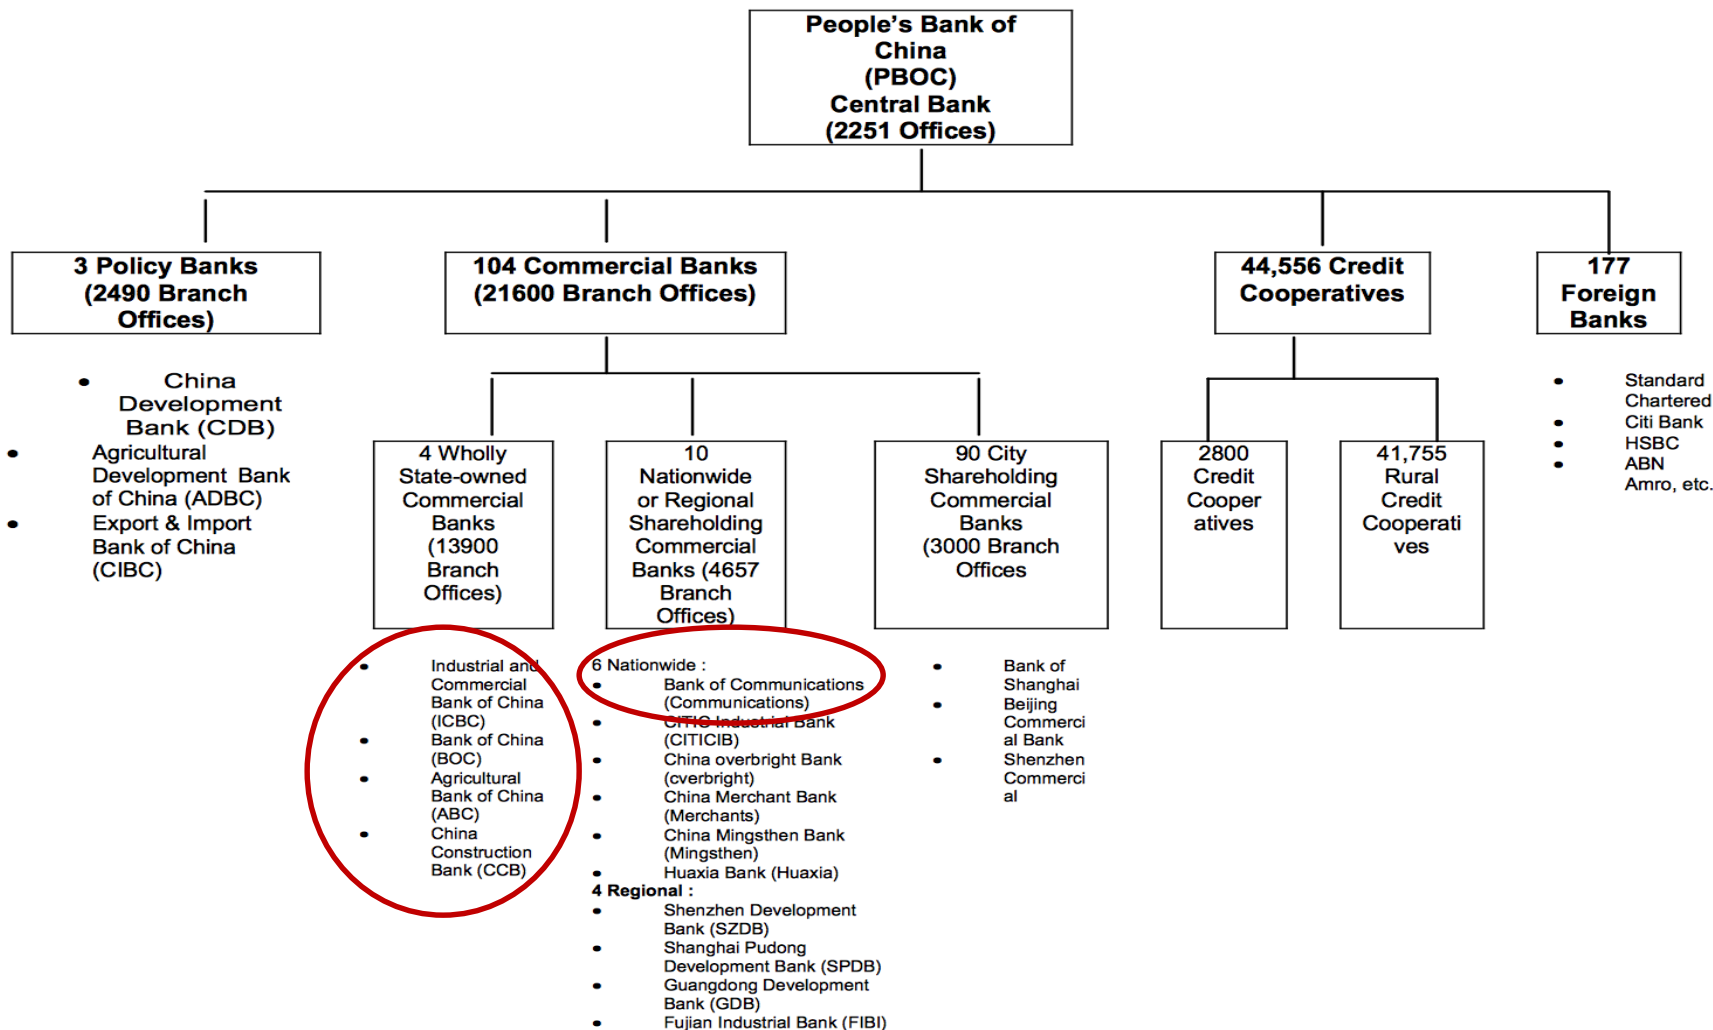 People's Bank of
China
(PBOC)
Central Bank
(2251 Offices)
3 Policy Banks
(2490 Branch
Offices)
104 Commercial Banks
(21600 Branch Offices)
44,556 Credit
Cooperatives
177
Foreign
Banks
• China
Development
Bank (CDB)
• Agricultural
Development Bank
of China (ADBC)
• Export & Import
Bank of China
(CIBC)
4 Wholly
State-owned
Commercial
Banks
(13900
Branch
Offices)
10
Nationwide
or Regional
Shareholding
Commercial
Banks (4657
Branch
Offices)
90 City
Shareholding
Commercial
Banks
(3000 Branch
Offices
2800
Credit
Cooper
atives
41,755
Rural
Credit
Cooperati
ves
• Standard
Chartered
• Citi Bank
• HSBC
• ABN
Amro, etc.
• Industrial and
Commercial
Bank of China
(ICBC)
• Bank of China
(BOC)
• Agricultural
Bank of China
(ABC)
• China
Construction
Bank (CCB)
6 Nationwide :
• Bank of Communications
(Communications)
• CITIC Industrial Bank
(CITICIB)
• China overbright Bank
(cverbright)
• China Merchant Bank
(Merchants)
• China Mingsthen Bank
(Mingsthen)
• Huaxia Bank (Huaxia)
4 Regional :
• Shenzhen Development
Bank (SZDB)
• Shanghai Pudong
Development Bank (SPDB)
• Guangdong Development
Bank (GDB)
• Fujian Industrial Bank (FIBI)
• Bank of
Shanghai
• Beijing
Commerci
al Bank
• Shenzhen
Commerci
al